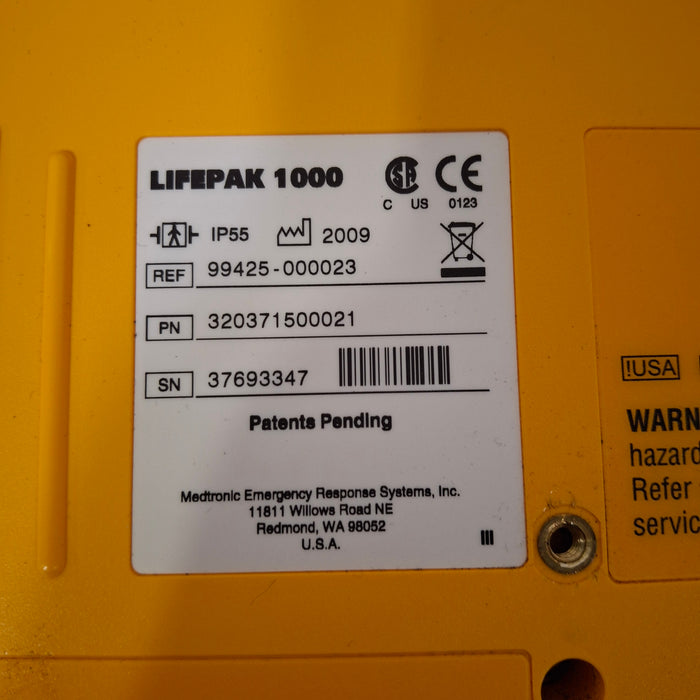 LIFEPAK 1000
C US 0123
IP55 2009
REF 99425-000023
PN 320371500021
SN 37693347
Patents Pending
Medtronic Emergency Response Systems, Inc.
11811 Willows Road NE
Redmond, WA 98052
U.S.A.
III
!USA
WARN
hazard
Refer
servic